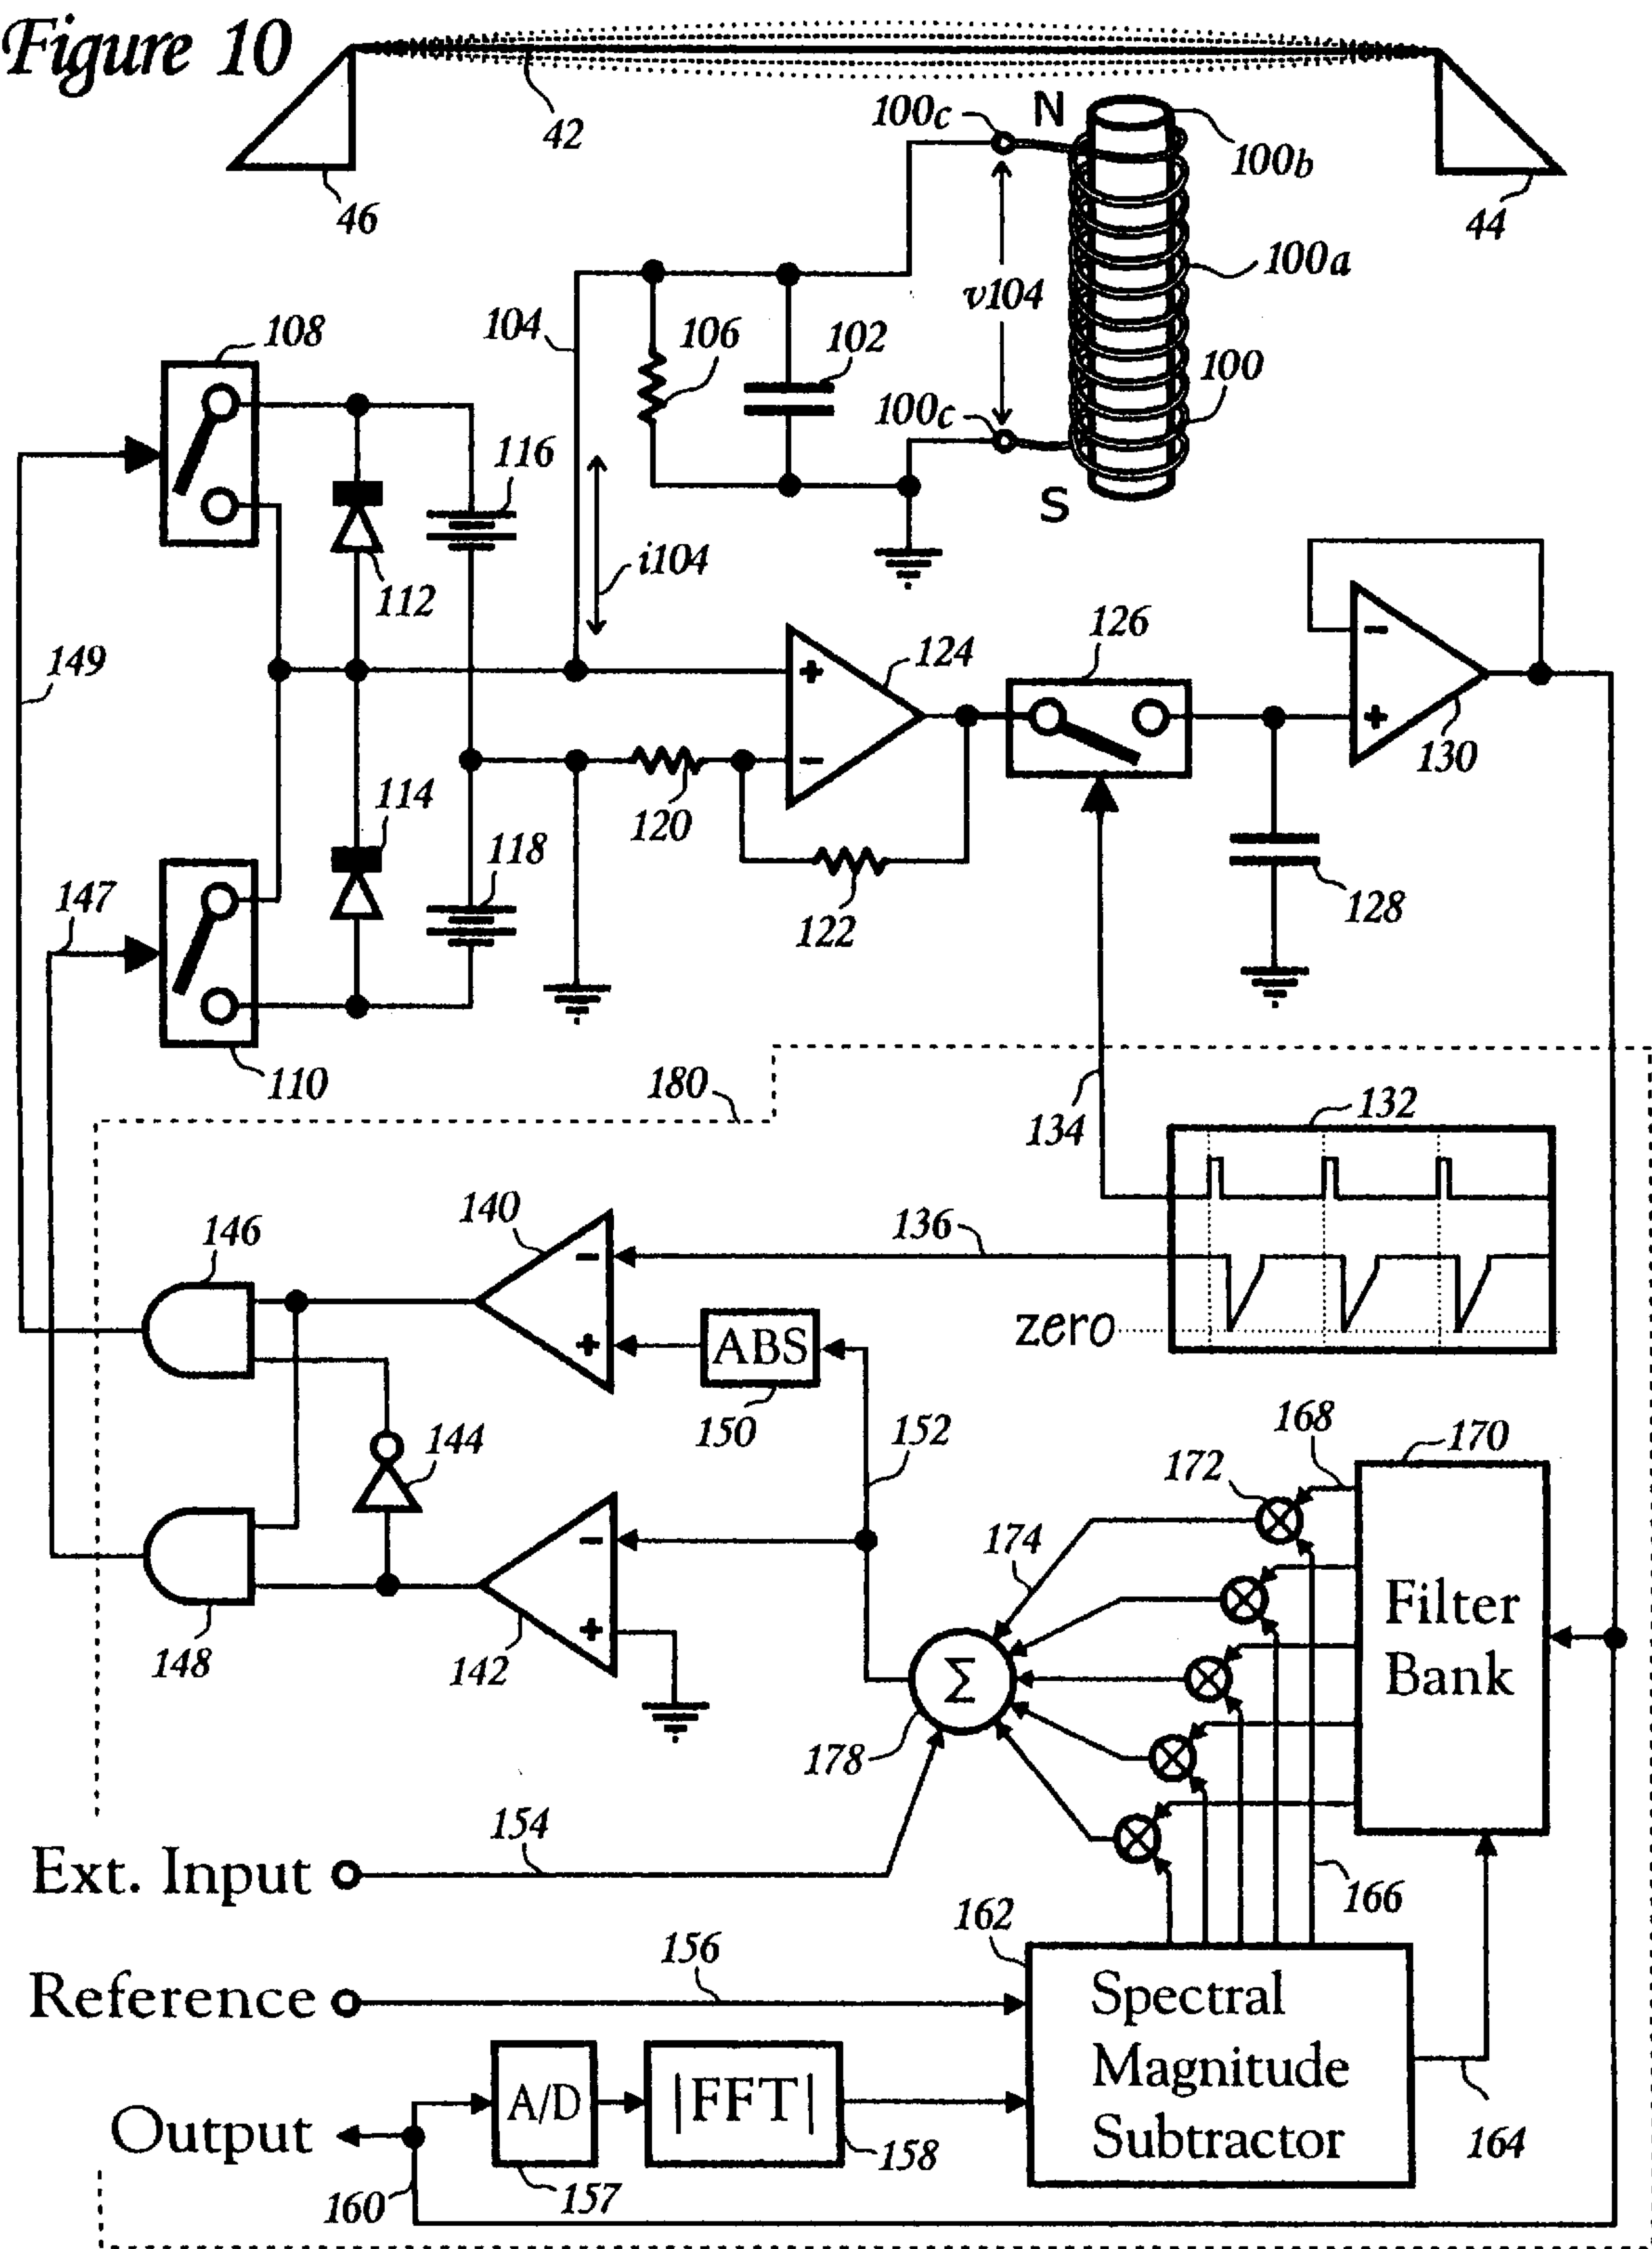 Figure 10
42
46
44
N
S
100c
100b
100a
100
100c
v104
104
106
102
i104
108
116
112
149
114
118
147
110
120
122
124
+
-
126
128
-
+
130
180
134
132
zero
136
140
-
+
ABS
150
146
144
148
142
-
+
152
178
Σ
174
172
168
170
Filter
Bank
166
Ext. Input
154
Reference
156
162
Spectral
Magnitude
Subtractor
164
Output
160
A/D
157
|FFT|
158